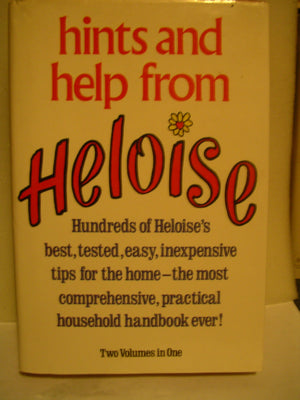 hints and
help from
Heloise
Hundreds of Heloise's
best, tested, easy, inexpensive
tips for the home–the most
comprehensive, practical
household handbook ever!
Two Volumes in One